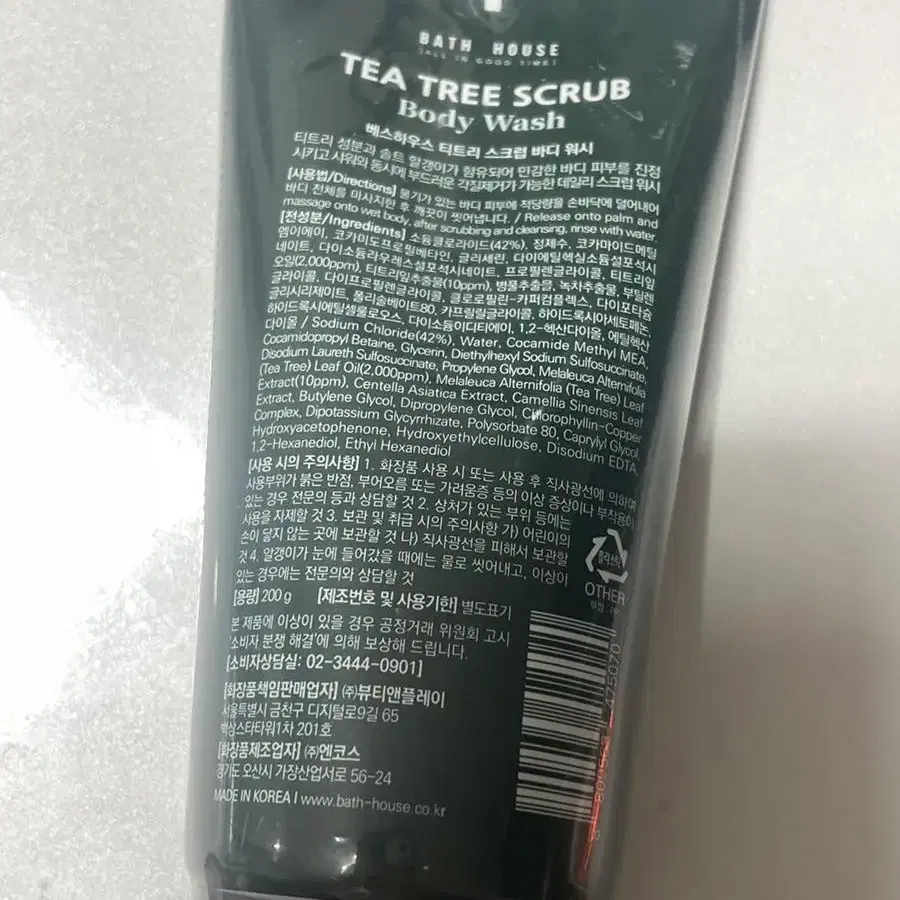 BATH HOUSE
[ALL IN GOOD TIME]
TEA TREE SCRUB
Body Wash
베스하우스 티트리 스크럽 바디 워시
티트리 성분과 솔트 알갱이가 함유되어 민감한 바디 피부를 진정
시키고 샤워와 동시에 부드러운 각질제거가 가능한 데일리 스크럽 워시
[사용법/Directions] 물기가 있는 바디 피부에 적당량을 손바닥에 덜어내어
바디 전체를 마사지한 후 깨끗이 씻어냅니다. / Release onto palm and
massage onto wet body, after scrubbing and cleansing, rinse with water.
[전성분/Ingredients] 소듐클로라이드(42%), 정제수, 코카마이드메틸
엠이에이, 코카미도프로필베타인, 글리세린, 다이에틸헥실소듐설포석시
네이트, 다이소듐라우레스설포석시네이트, 프로필렌글라이콜, 티트리잎
오일(2,000ppm), 티트리잎추출물(10ppm), 병풀추출물, 녹차추출물, 부틸렌
글라이콜, 다이프로필렌글라이콜, 클로로필린-카퍼컴플렉스, 다이포타슘
글리시리제이트, 폴리솔베이트80, 카프릴릴글라이콜, 하이드록시아세토페논,
하이드록시에틸셀룰로오스, 다이소듐이디티에이, 1,2-헥산다이올, 에틸헥산
다이올 / Sodium Chloride(42%), Water, Cocamide Methyl MEA,
Cocamidopropyl Betaine, Glycerin, Diethylhexyl Sodium Sulfosuccinate,
Disodium Laureth Sulfosuccinate, Propylene Glycol, Melaleuca Alternifolia
(Tea Tree) Leaf Oil(2,000ppm), Melaleuca Alternifolia (Tea Tree) Leaf
Extract(10ppm), Centella Asiatica Extract, Camellia Sinensis Leaf
Extract, Butylene Glycol, Dipropylene Glycol, Chlorophyllin-Copper
Complex, Dipotassium Glycyrrhizate, Polysorbate 80, Caprylyl Glycol,
Hydroxyacetophenone, Hydroxyethylcellulose, Disodium EDTA,
1,2-Hexanediol, Ethyl Hexanediol
[사용 시의 주의사항] 1. 화장품 사용 시 또는 사용 후 직사광선에 의하여
사용부위가 붉은 반점, 부어오름 또는 가려움증 등의 이상 증상이나 부작용이
있는 경우 전문의 등과 상담할 것 2. 상처가 있는 부위 등에는
사용을 자제할 것 3. 보관 및 취급 시의 주의사항 가) 어린이의
손이 닿지 않는 곳에 보관할 것 나) 직사광선을 피해서 보관할
것 4. 알갱이가 눈에 들어갔을 때에는 물로 씻어내고, 이상이
있는 경우에는 전문의와 상담할 것
플라스틱
OTHER
[용량] 200g [제조번호 및 사용기한] 별도표기
본 제품에 이상이 있을 경우 공정거래 위원회 고시
'소비자 분쟁 해결'에 의해 보상해 드립니다.
[소비자상담실: 02-3444-0901]
[화장품책임판매업자] ㈜뷰티앤플레이
서울특별시 금천구 디지털로9길 65
백상스타타워1차 201호
[화장품제조업자] ㈜엔코스
경기도 오산시 가장산업서로 56-24
MADE IN KOREA I www.bath-house.co.kr